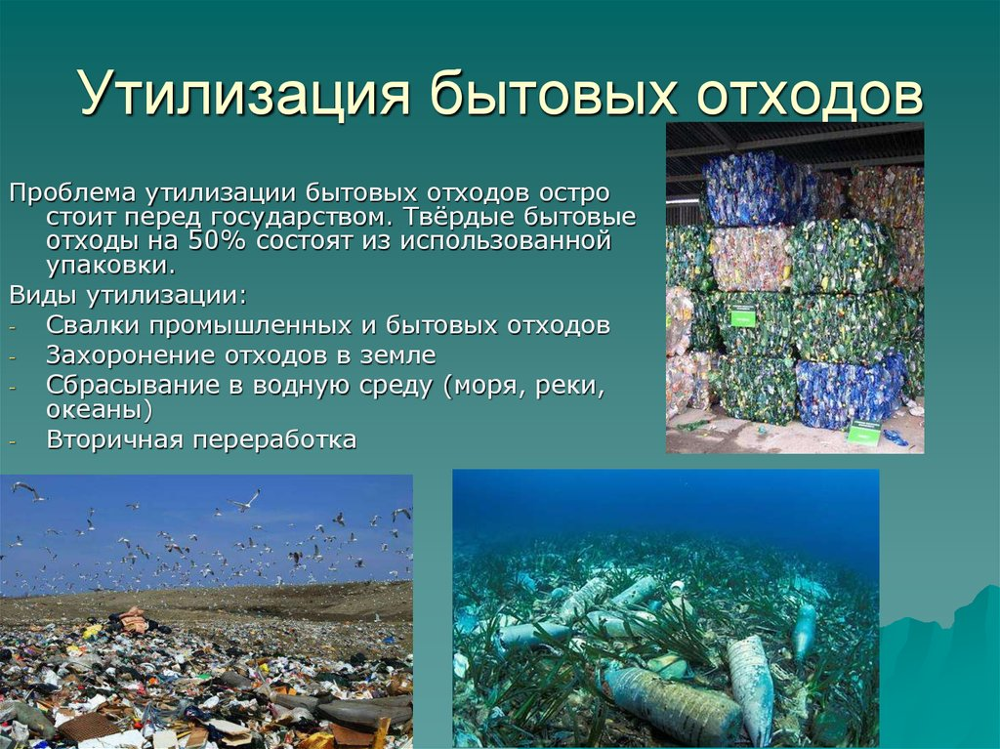 Утилизация бытовых отходов
Проблема утилизации бытовых отходов остро
стоит перед государством. Твёрдые бытовые
отходы на 50% состоят из использованной
упаковки.
Виды утилизации:
- Свалки промышленных и бытовых отходов
- Захоронение отходов в земле
- Сбрасывание в водную среду (моря, реки,
океаны)
- Вторичная переработка